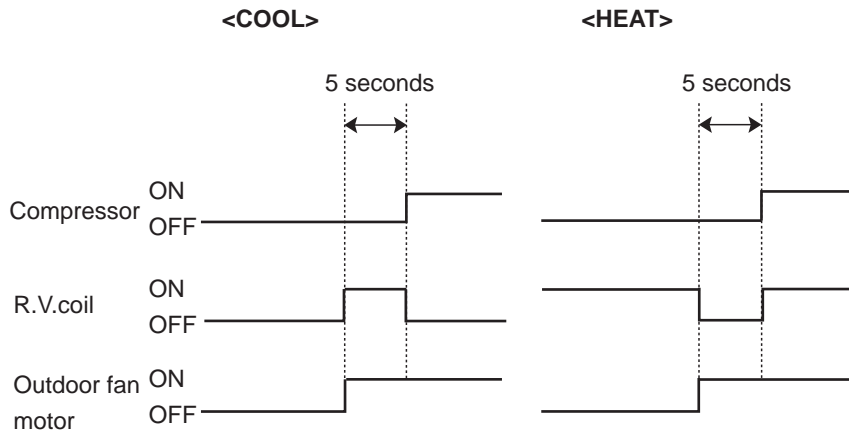 <COOL> <HEAT>
5 seconds 5 seconds
Compressor ON
OFF
R.V.coil ON
OFF
Outdoor fan ON
motor OFF